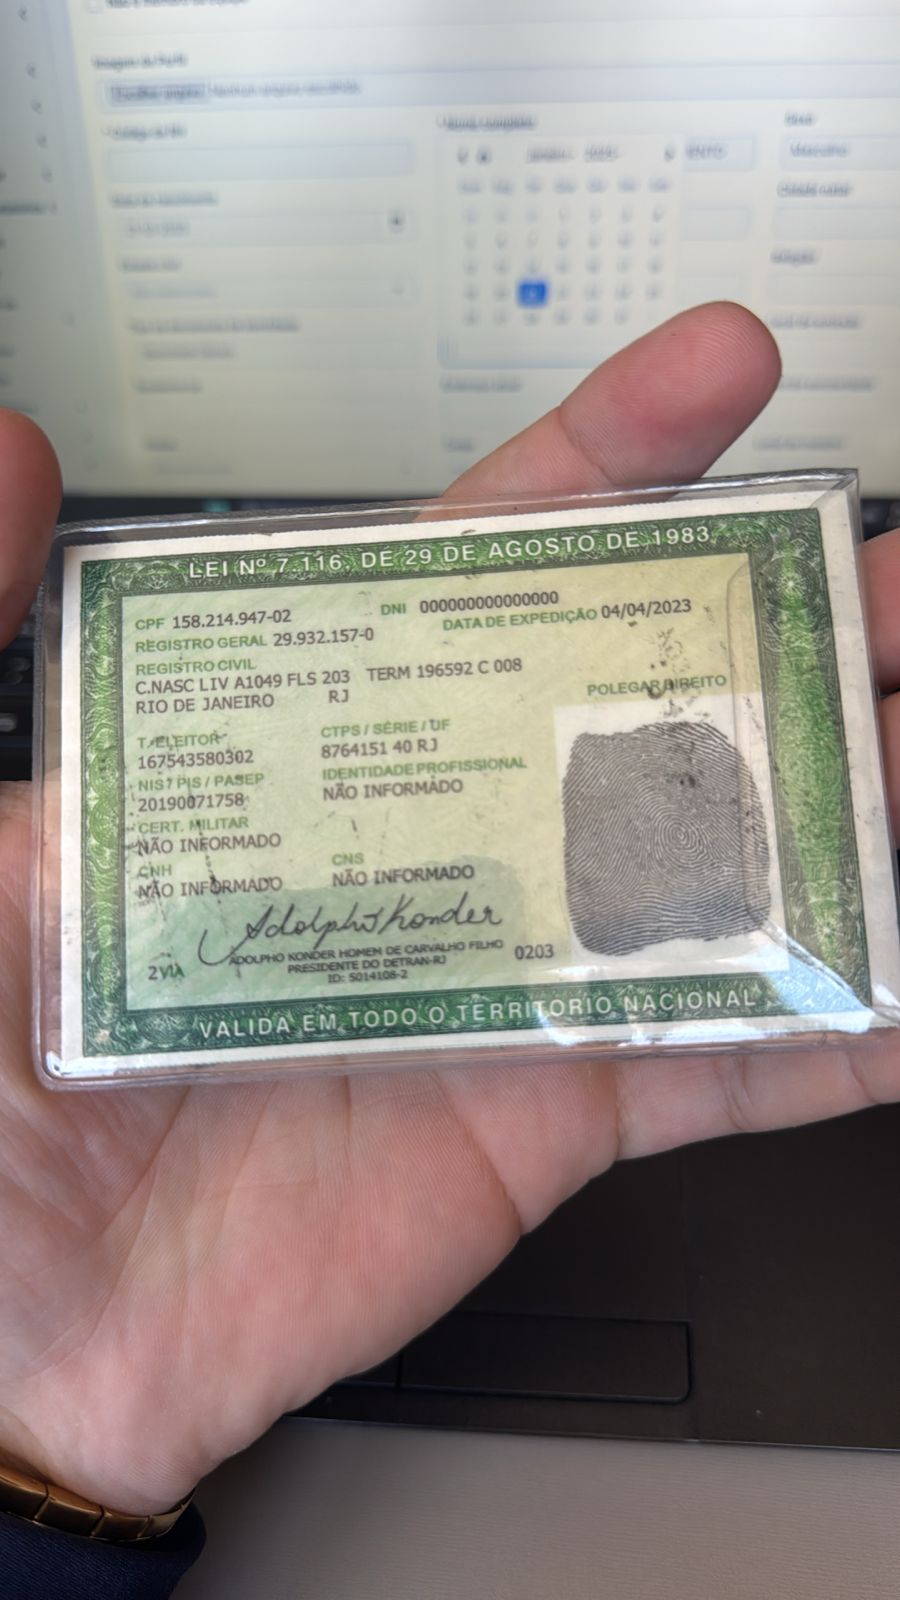 LEI Nº 7.116, DE 29 DE AGOSTO DE 1983
CPF 158.214.947-02 DNI 000000000000000
REGISTRO GERAL 29.932.157-0 DATA DE EXPEDIÇÃO 04/04/2023
REGISTRO CIVIL
C.NASC LIV A1049 FLS 203 TERM 196592 C 008
RIO DE JANEIRO RJ
POLEGAR DIREITO
T.ELEITOR CTPS / SÉRIE / UF
167543580302 8764151 40 RJ
NIS / PIS / PASEP IDENTIDADE PROFISSIONAL
20190071758 NÃO INFORMADO
CERT. MILITAR
NÃO INFORMADO
CNH CNS
NÃO INFORMADO NÃO INFORMADO
Adolpho Konder
ADOLPHO KONDER HOMEN DE CARVALHO FILHO 0203
2 VIA PRESIDENTE DO DETRAN-RJ
ID: 5014108-2
VALIDA EM TODO O TERRITORIO NACIONAL